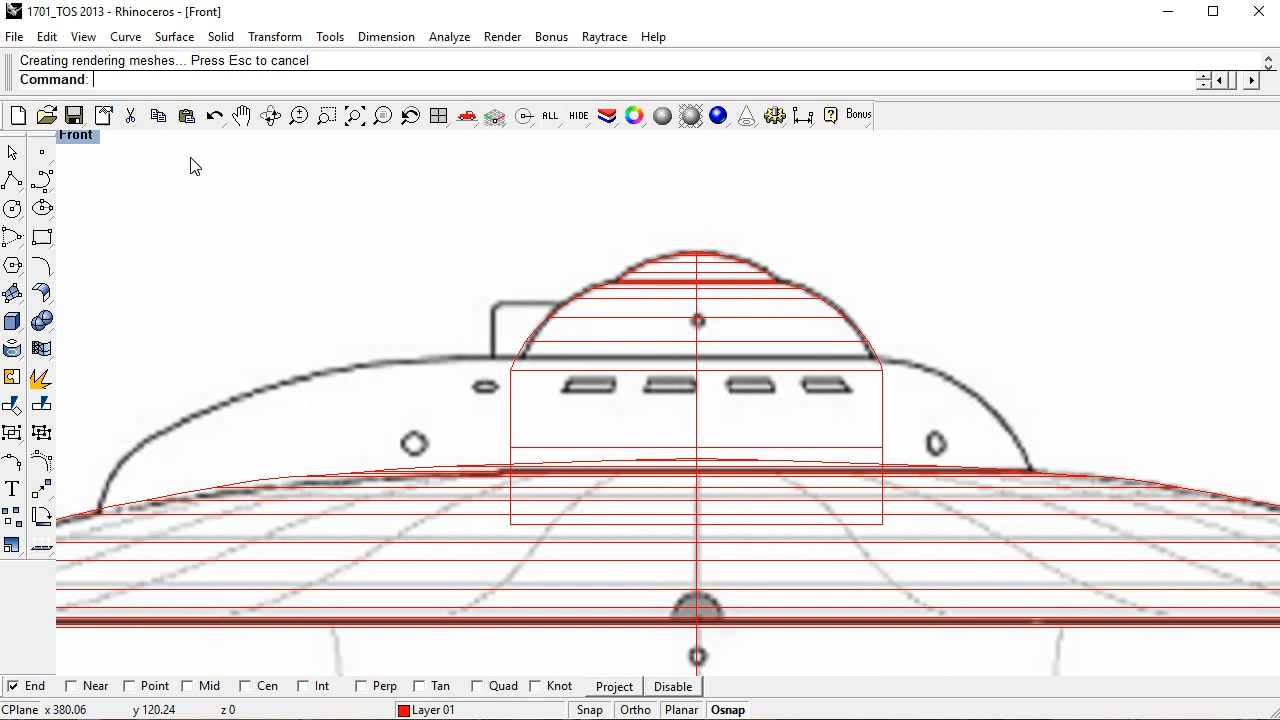 1701_TOS 2013 - Rhinoceros - [Front]
File Edit View Curve Surface Solid Transform Tools Dimension Analyze Render Bonus Raytrace Help
Creating rendering meshes... Press Esc to cancel
Command:
ALL HIDE Bonus
Front
T
End Near Point Mid Cen Int Perp Tan Quad Knot Project Disable
CPlane x 380.06 y 120.24 z 0 Layer 01 Snap Ortho Planar Osnap